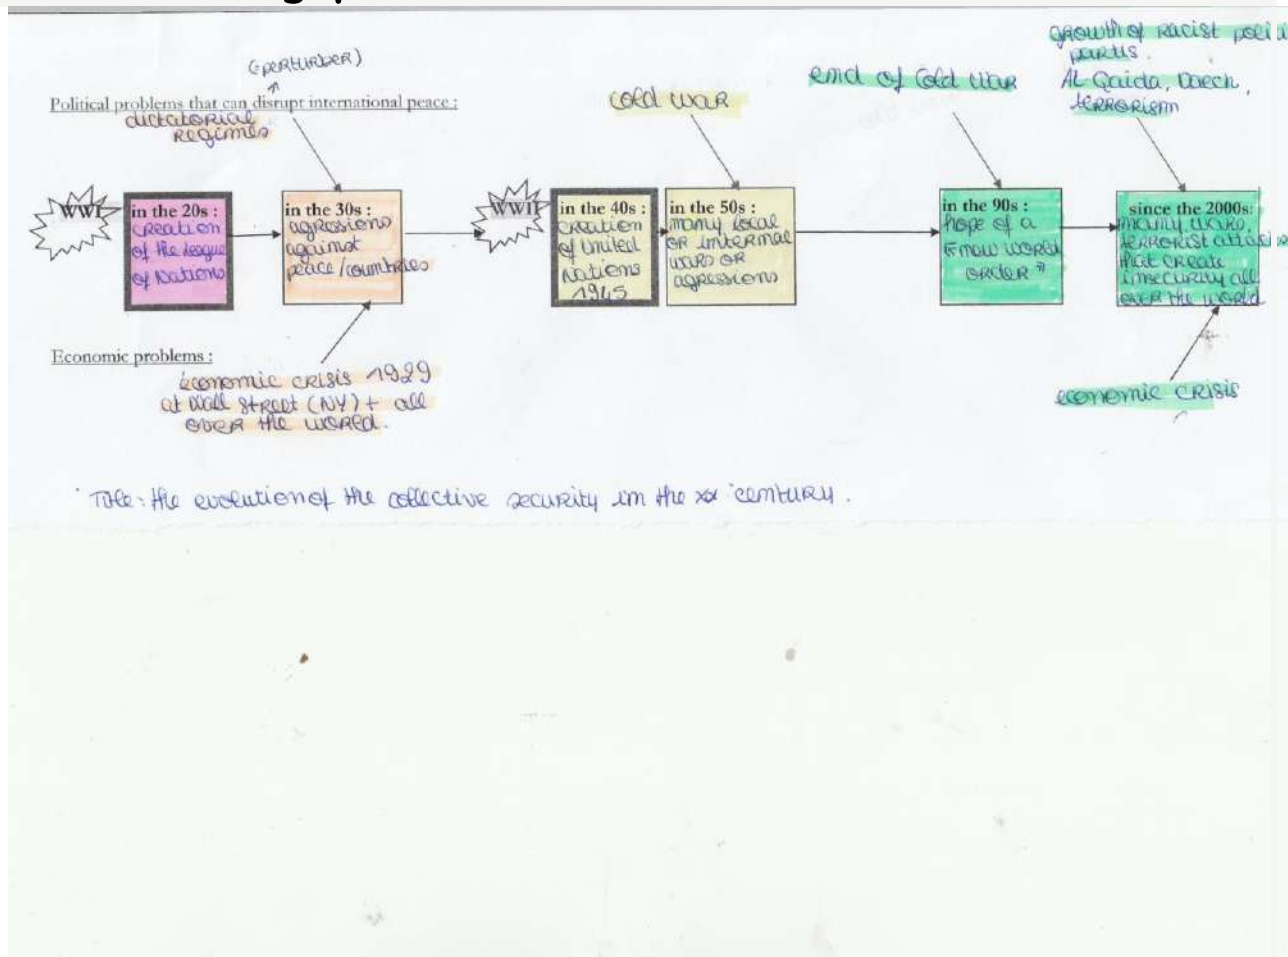 (perturber)
Political problems that can disrupt international peace :
dictatorial
regimes
cold war
end of Cold War
growth of racist politi
partis.
Al Qaida, Daech,
terrorism
WWI
in the 20s :
creation
of the league
of Nations
in the 30s :
agressions
against
peace/countries
WWII
in the 40s :
creation
of United
Nations
1945
in the 50s :
many local
or internal
wars or
agressions
in the 90s :
hope of a
"new world
order"
since the 2000s:
many wars,
terrorist attacks
that create
insecurity all
over the world
Economic problems :
economic crisis 1929
at Wall Street (NY) + all
over the world.
economic crisis
Title: the evolution of the collective security in the xx century.